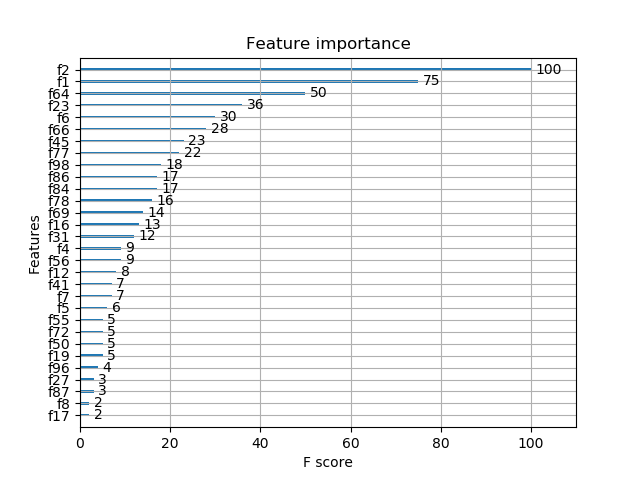 Feature importance
f2 100
f1 75
f64 50
f23 36
f6 30
f66 28
f45 23
f77 22
f98 18
f86 17
f84 17
f78 16
f69 14
f16 13
f31 12
f4 9
f56 9
f12 8
f41 7
f7 7
f5 6
f55 5
f72 5
f50 5
f19 5
f96 4
f27 3
f87 3
f8 2
f17 2
Features
0 20 40 60 80 100
F score